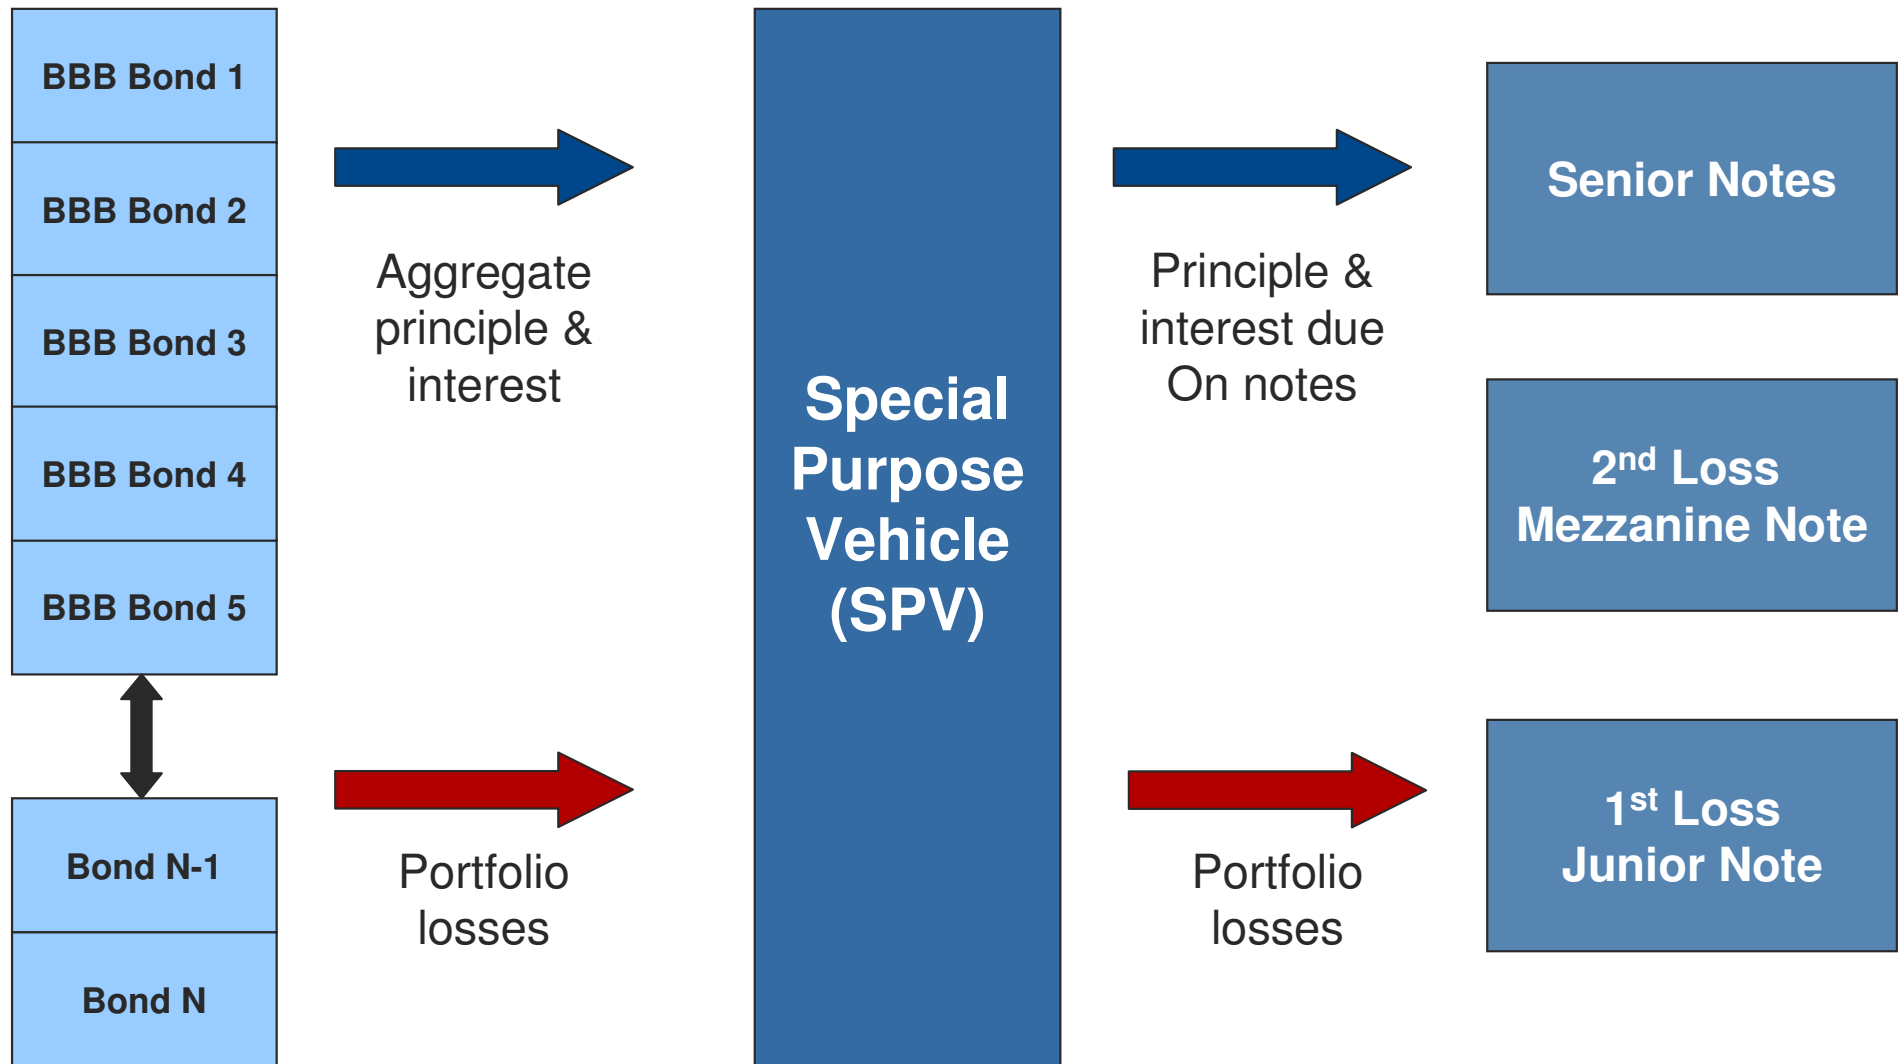 BBB Bond 1
BBB Bond 2
BBB Bond 3
BBB Bond 4
BBB Bond 5
Bond N-1
Bond N
Aggregate
principle &
interest
Portfolio
losses
Special
Purpose
Vehicle
(SPV)
Principle &
interest due
On notes
Portfolio
losses
Senior Notes
2nd Loss
Mezzanine Note
1st Loss
Junior Note